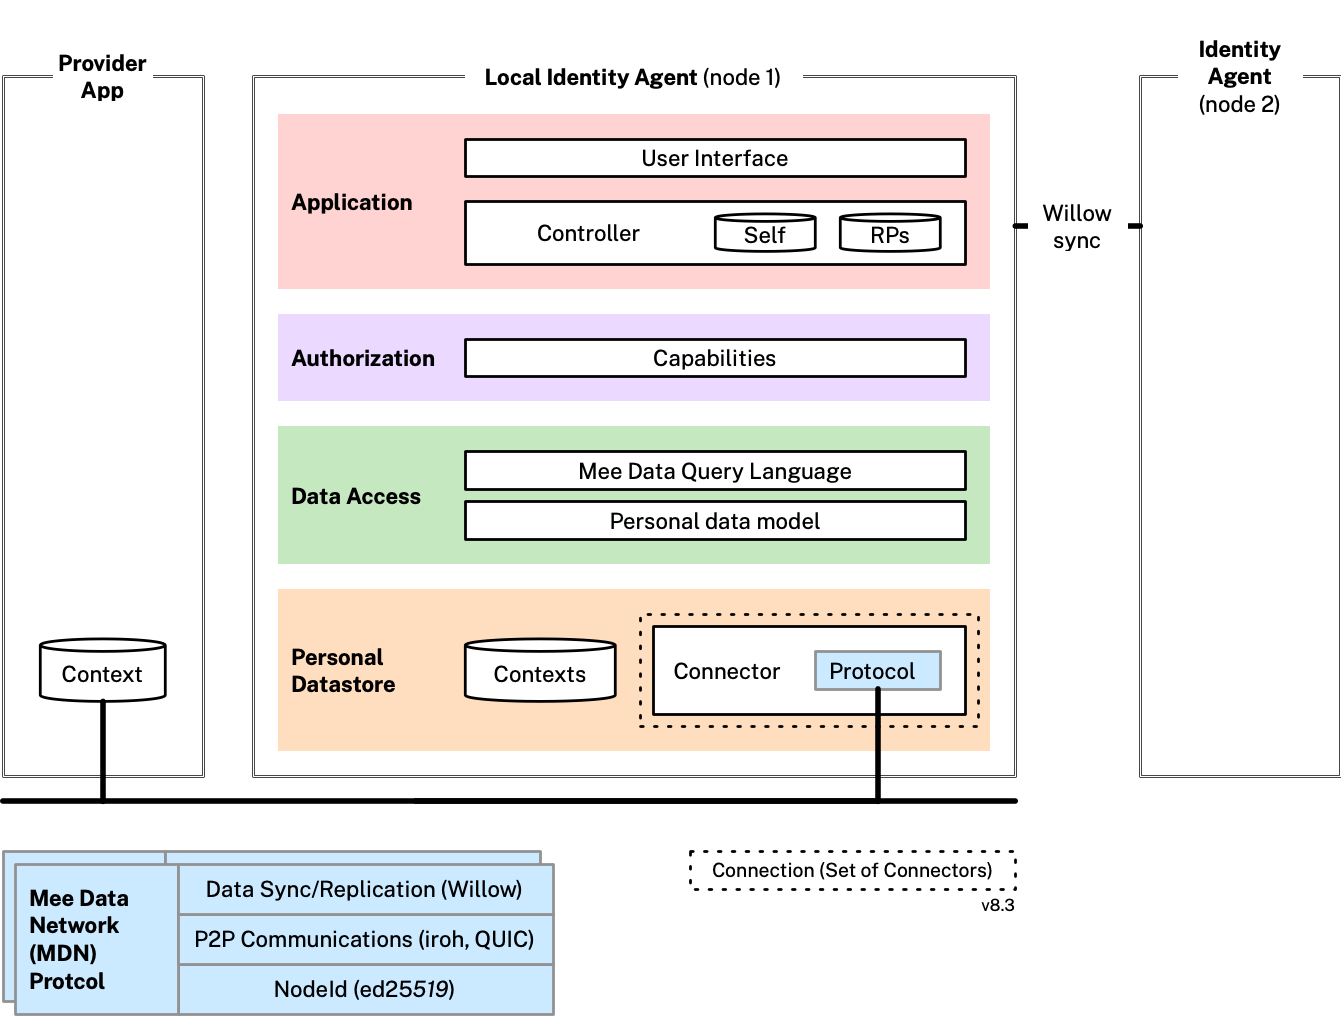 Provider
App
Local Identity Agent (node 1)
Identity
Agent
(node 2)
Application
User Interface
Controller
Self
RPs
Willow
sync
Authorization
Capabilities
Data Access
Mee Data Query Language
Personal data model
Personal
Datastore
Context
Contexts
Connector
Protocol
Connection (Set of Connectors)
v8.3
Mee Data
Network
(MDN)
Protcol
Data Sync/Replication (Willow)
P2P Communications (iroh, QUIC)
NodeId (ed25519)